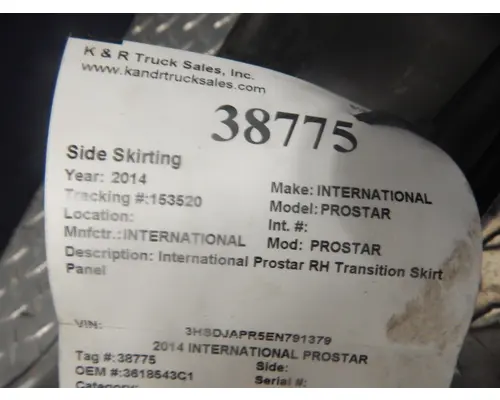 K & R Truck Sales, Inc.
www.kandrtrucksales.com
38775
Side Skirting
Year: 2014
Make: INTERNATIONAL
Tracking #:153520
Model: PROSTAR
Location:
Int. #:
Mnfctr.: INTERNATIONAL
Mod: PROSTAR
Description: International Prostar RH Transition Skirt
Panel
VIN:
3HSDJAPR5EN791379
2014 INTERNATIONAL PROSTAR
Tag #:38775
Side:
OEM #:3618543C1
Serial #:
Category